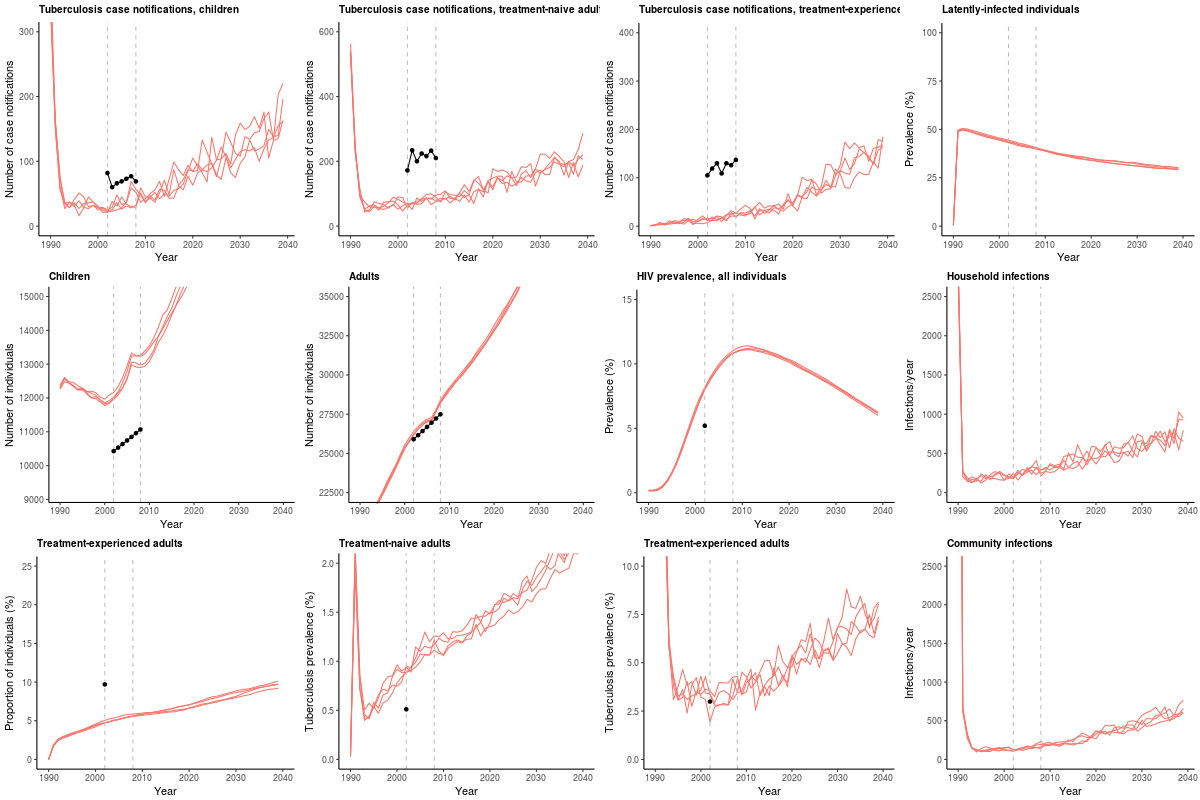 Tuberculosis case notifications, children
Number of case notifications
300
200
100
0
1990 2000 2010 2020 2030 2040
Year
Tuberculosis case notifications, treatment-naive adult
Number of case notifications
600
400
200
0
1990 2000 2010 2020 2030 2040
Year
Tuberculosis case notifications, treatment-experience
Number of case notifications
400
300
200
100
0
1990 2000 2010 2020 2030 2040
Year
Latently-infected individuals
Prevalence (%)
100
75
50
25
0
1990 2000 2010 2020 2030 2040
Year
Children
Number of individuals
15000
14000
13000
12000
11000
10000
9000
1990 2000 2010 2020 2030 2040
Year
Adults
Number of individuals
35000
32500
30000
27500
25000
22500
1990 2000 2010 2020 2030 2040
Year
HIV prevalence, all individuals
Prevalence (%)
15
10
5
0
1990 2000 2010 2020 2030 2040
Year
Household infections
Infections/year
2500
2000
1500
1000
500
0
1990 2000 2010 2020 2030 2040
Year
Treatment-experienced adults
Proportion of individuals (%)
25
20
15
10
5
0
1990 2000 2010 2020 2030 2040
Year
Treatment-naive adults
Tuberculosis prevalence (%)
2.0
1.5
1.0
0.5
0.0
1990 2000 2010 2020 2030 2040
Year
Treatment-experienced adults
Tuberculosis prevalence (%)
10.0
7.5
5.0
2.5
0.0
1990 2000 2010 2020 2030 2040
Year
Community infections
Infections/year
2500
2000
1500
1000
500
0
1990 2000 2010 2020 2030 2040
Year